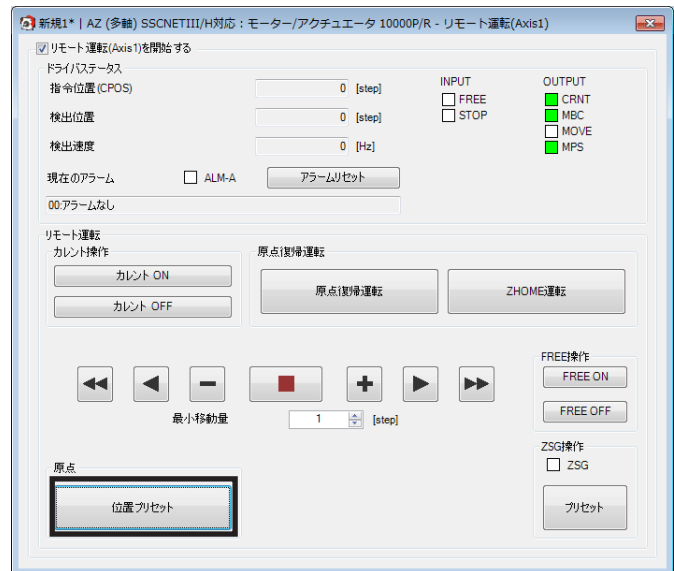 新規1* | AZ (多軸) SSCNETIII/H対応 : モーター/アクチュエータ 10000P/R - リモート運転(Axis1)
リモート運転(Axis1)を開始する
ドライバステータス
指令位置(CPOS) 0 [step]
検出位置 0 [step]
検出速度 0 [Hz]
INPUT
FREE
STOP
OUTPUT
CRNT
MBC
MOVE
MPS
現在のアラーム ALM-A アラームリセット
00:アラームなし
リモート運転
カレント操作
カレント ON
カレント OFF
原点復帰運転
原点復帰運転 ZHOME運転
最小移動量 1 [step]
FREE操作
FREE ON
FREE OFF
原点
位置プリセット
ZSG操作
ZSG
プリセット